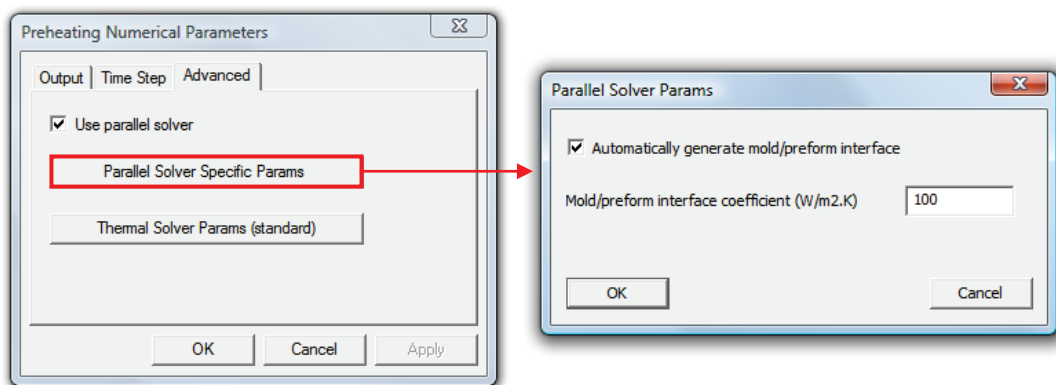 Preheating Numerical Parameters
Output Time Step Advanced
Use parallel solver
Parallel Solver Specific Params
Thermal Solver Params (standard)
OK Cancel Apply
Parallel Solver Params
Automatically generate mold/preform interface
Mold/preform interface coefficient (W/m2.K) 100
OK Cancel